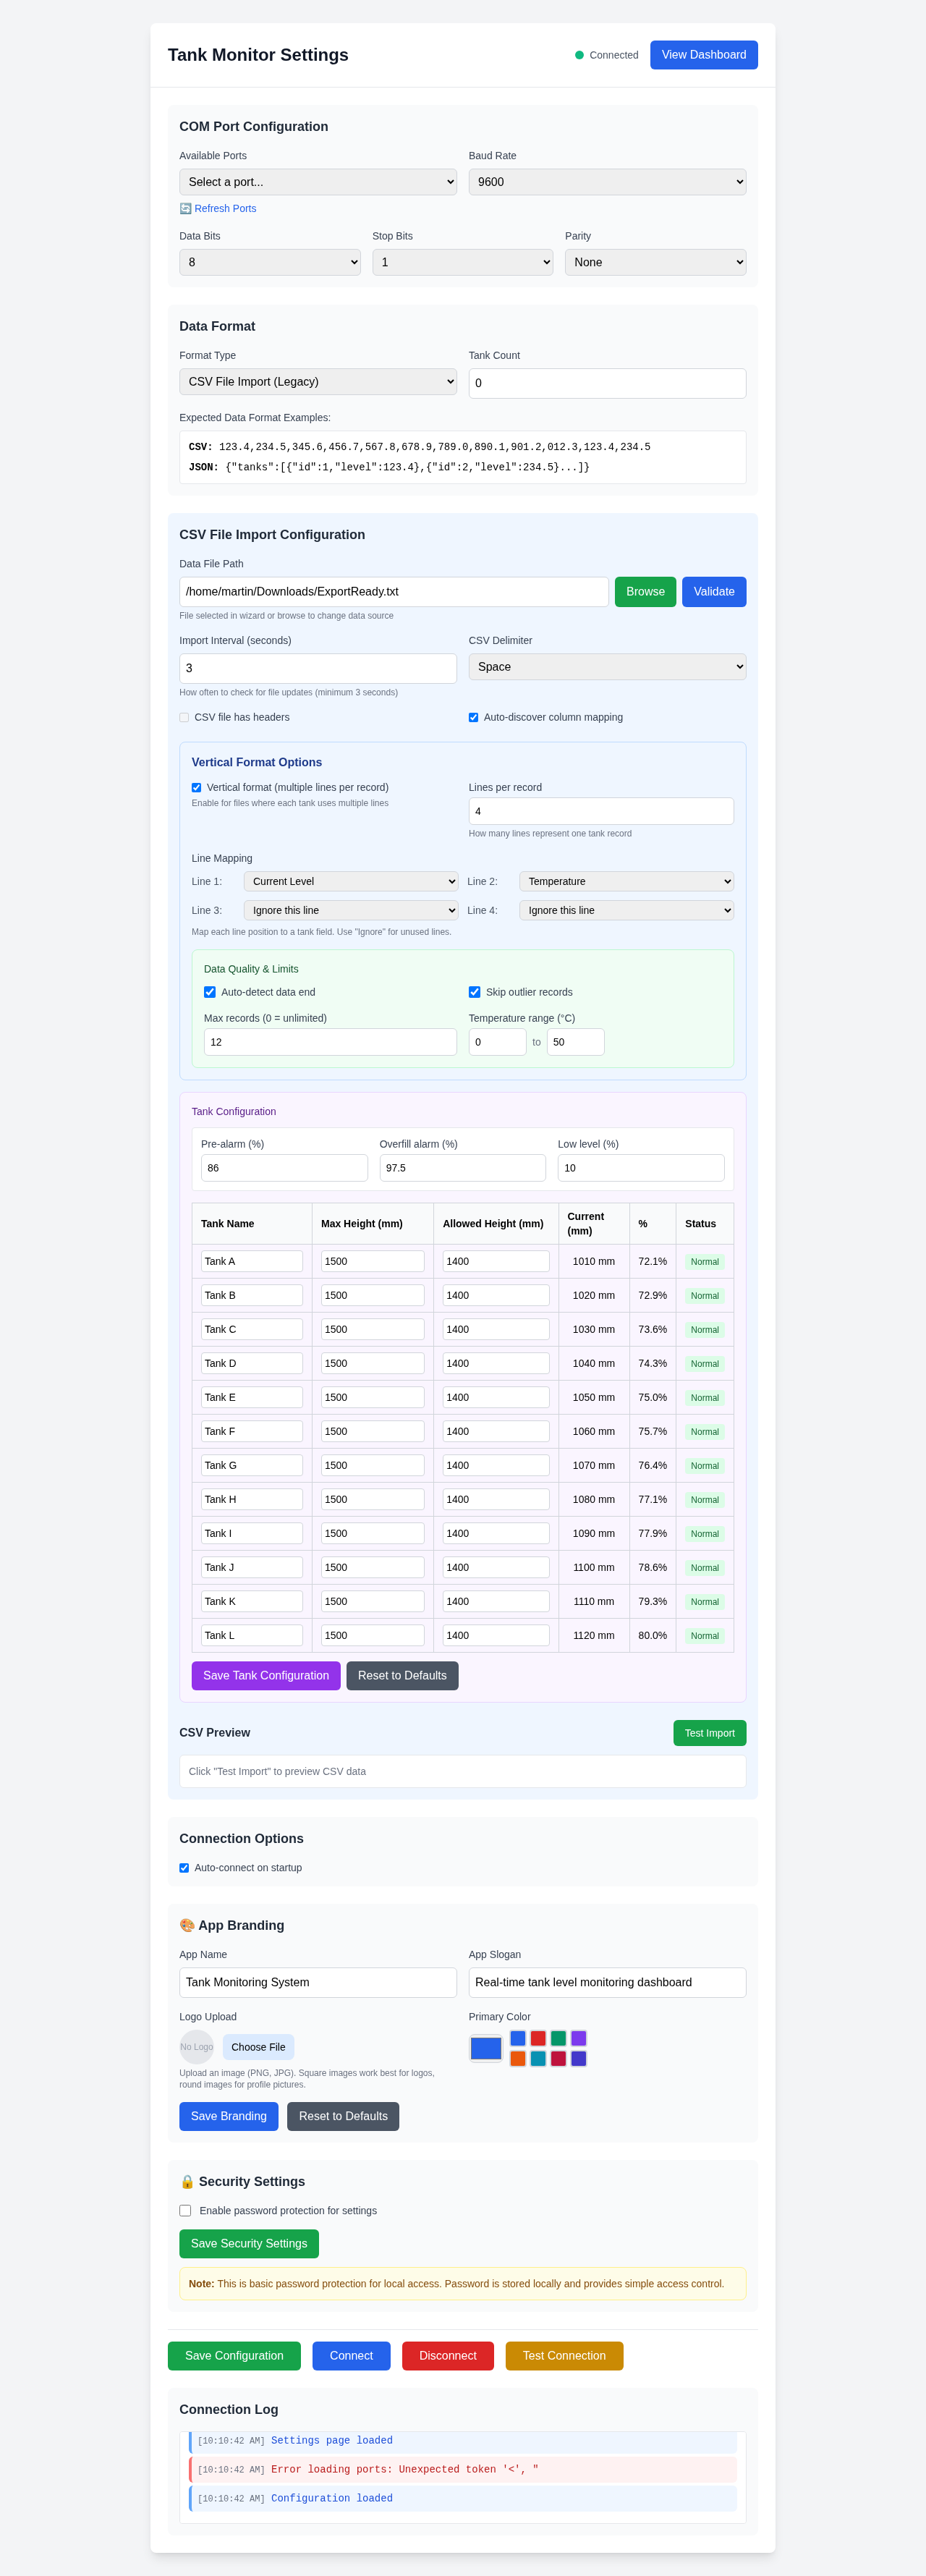 Tank Monitor Settings
Connected
View Dashboard
COM Port Configuration
Available Ports
Baud Rate
Select a port...
9600
🔄 Refresh Ports
Data Bits
Stop Bits
Parity
8
1
None
Data Format
Format Type
Tank Count
CSV File Import (Legacy)
0
Expected Data Format Examples:
CSV: 123.4,234.5,345.6,456.7,567.8,678.9,789.0,890.1,901.2,012.3,123.4,234.5
JSON: {"tanks":[{"id":1,"level":123.4},{"id":2,"level":234.5}...]}
CSV File Import Configuration
Data File Path
/home/martin/Downloads/ExportReady.txt
Browse
Validate
File selected in wizard or browse to change data source
Import Interval (seconds)
CSV Delimiter
3
Space
How often to check for file updates (minimum 3 seconds)
CSV file has headers
Auto-discover column mapping
Vertical Format Options
Vertical format (multiple lines per record)
Lines per record
Enable for files where each tank uses multiple lines
4
How many lines represent one tank record
Line Mapping
Line 1: Current Level
Line 2: Temperature
Line 3: Ignore this line
Line 4: Ignore this line
Map each line position to a tank field. Use "Ignore" for unused lines.
Data Quality & Limits
Auto-detect data end
Skip outlier records
Max records (0 = unlimited)
Temperature range (°C)
12
0 to 50
Tank Configuration
Pre-alarm (%)
Overfill alarm (%)
Low level (%)
86
97.5
10
Tank Name Max Height (mm) Allowed Height (mm) Current (mm) % Status
Tank A 1500 1400 1010 mm 72.1% Normal
Tank B 1500 1400 1020 mm 72.9% Normal
Tank C 1500 1400 1030 mm 73.6% Normal
Tank D 1500 1400 1040 mm 74.3% Normal
Tank E 1500 1400 1050 mm 75.0% Normal
Tank F 1500 1400 1060 mm 75.7% Normal
Tank G 1500 1400 1070 mm 76.4% Normal
Tank H 1500 1400 1080 mm 77.1% Normal
Tank I 1500 1400 1090 mm 77.9% Normal
Tank J 1500 1400 1100 mm 78.6% Normal
Tank K 1500 1400 1110 mm 79.3% Normal
Tank L 1500 1400 1120 mm 80.0% Normal
Save Tank Configuration
Reset to Defaults
CSV Preview
Test Import
Click "Test Import" to preview CSV data
Connection Options
Auto-connect on startup
🎨 App Branding
App Name
App Slogan
Tank Monitoring System
Real-time tank level monitoring dashboard
Logo Upload
Primary Color
No Logo
Choose File
Upload an image (PNG, JPG). Square images work best for logos,
round images for profile pictures.
Save Branding
Reset to Defaults
🔒 Security Settings
Enable password protection for settings
Save Security Settings
Note: This is basic password protection for local access. Password is stored locally and provides simple access control.
Save Configuration
Connect
Disconnect
Test Connection
Connection Log
[10:10:42 AM] Settings page loaded
[10:10:42 AM] Error loading ports: Unexpected token '<', "
[10:10:42 AM] Configuration loaded